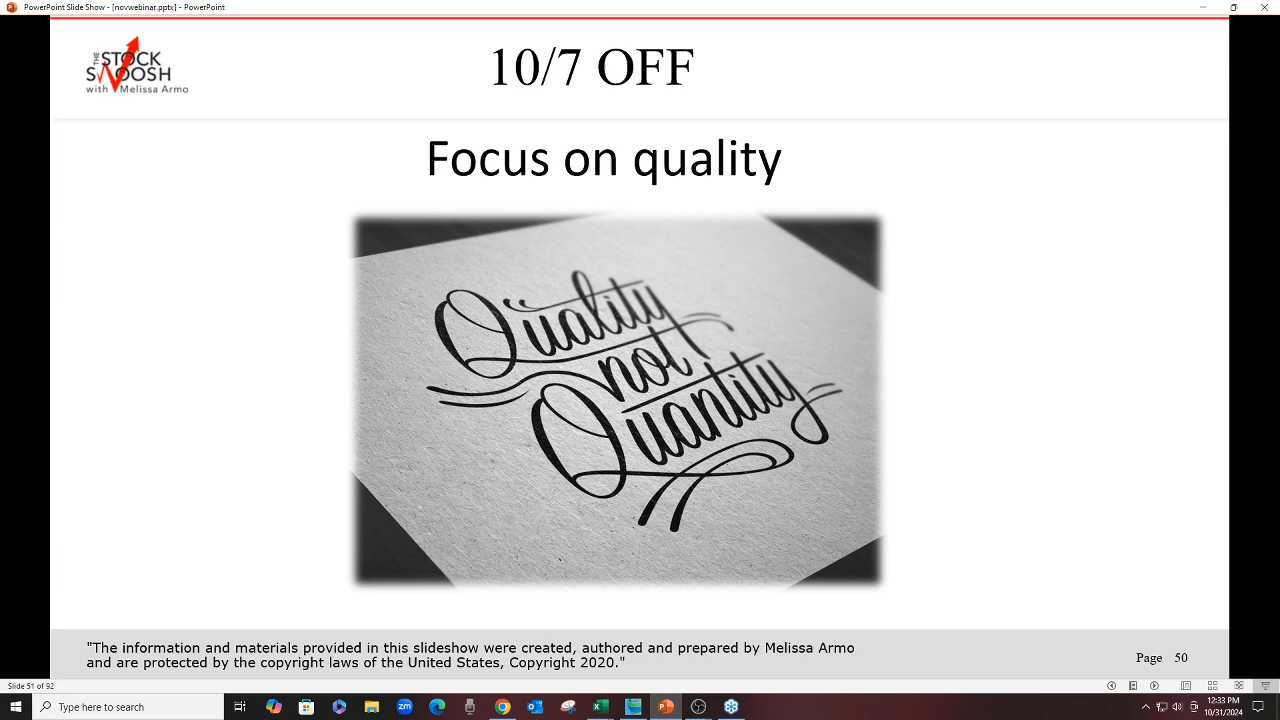 PowerPoint Slide Show - [novwebinar.pptx] - PowerPoint
THE
STOCK
SWOOSH
with Melissa Armo
10/7 OFF
Focus on quality
Quality
not
Quantity
"The information and materials provided in this slideshow were created, authored and prepared by Melissa Armo
and are protected by the copyright laws of the United States, Copyright 2020."
Page 50
Slide 51 of 92
Type here to search
12:33 PM
10/31/2024